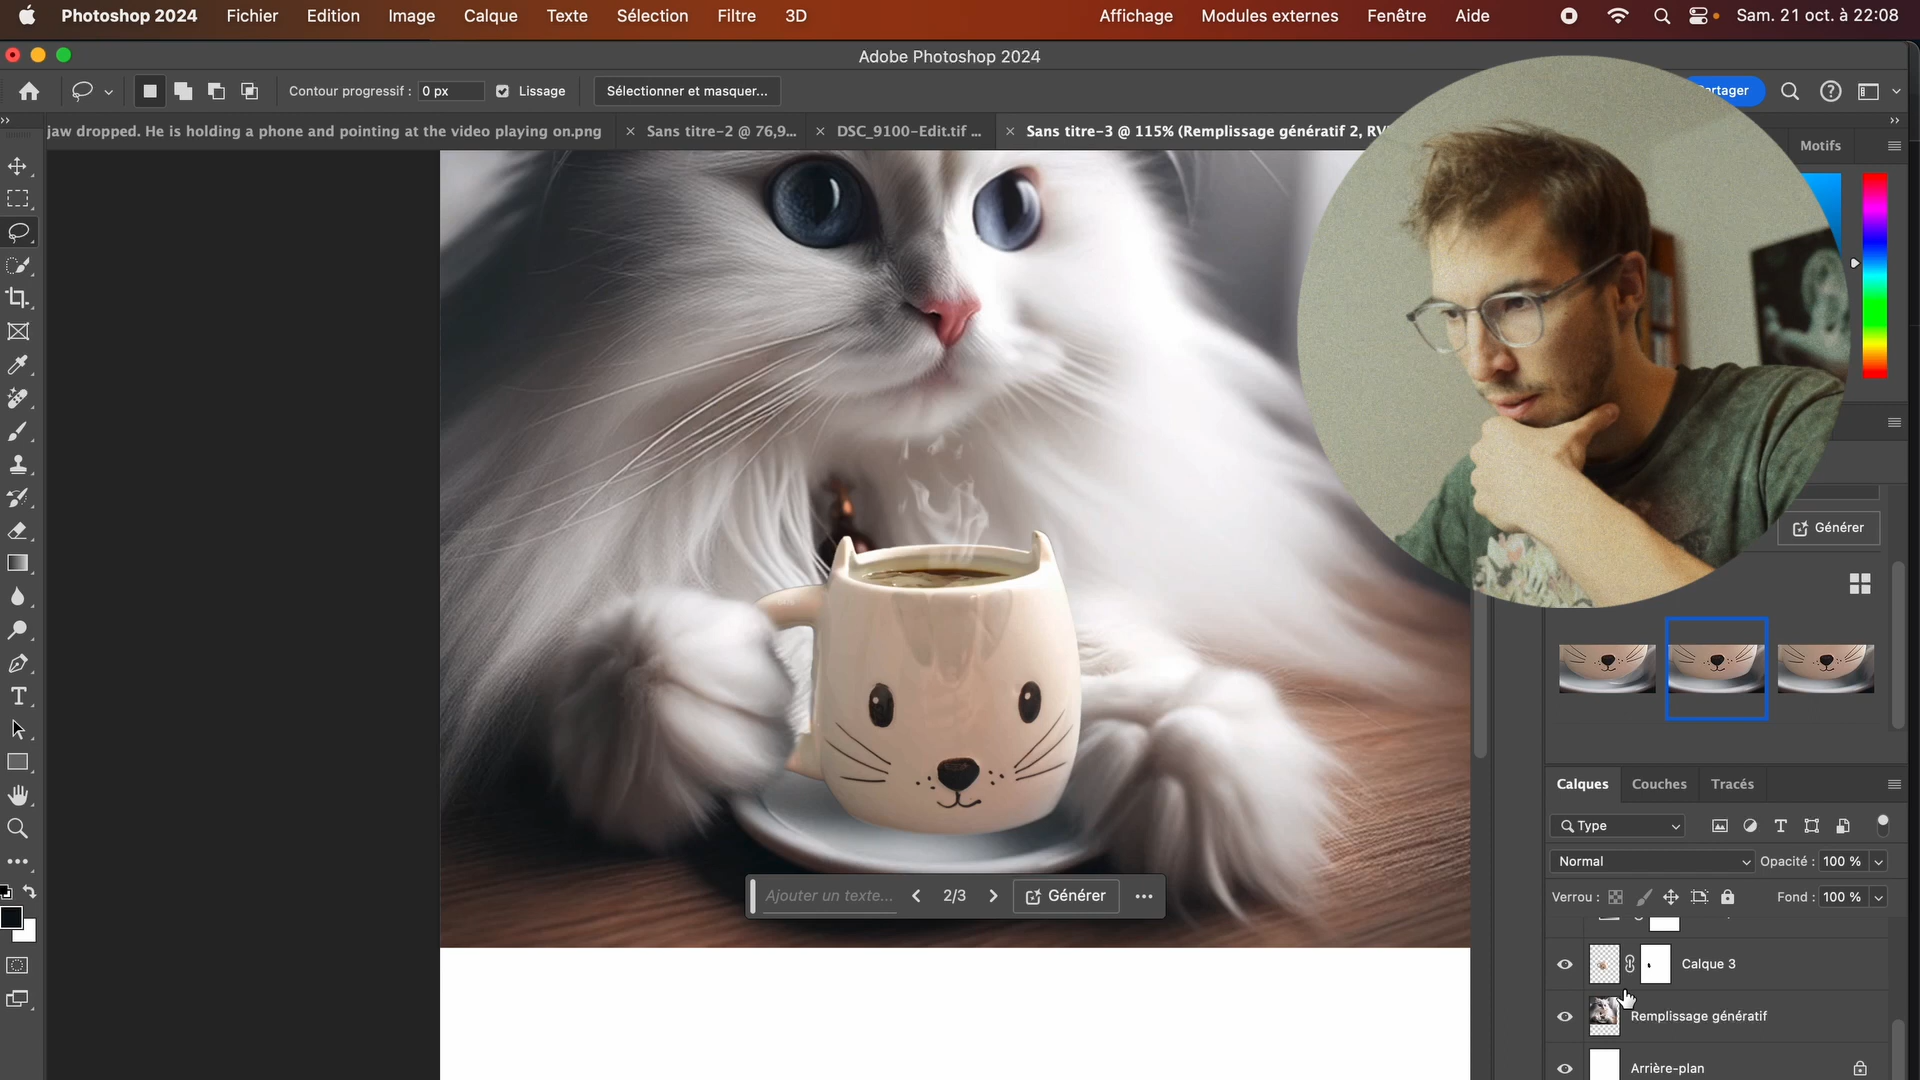 Photoshop 2024 Fichier Edition Image Calque Texte Sélection Filtre 3D Affichage Modules externes Fenêtre Aide Sam. 21 oct. à 22:08
Adobe Photoshop 2024
Contour progressif : 0 px Lissage Sélectionner et masquer...
jaw dropped. He is holding a phone and pointing at the video playing on.png × Sans titre-2 @ 76,9... × DSC_9100-Edit.tif ... × Sans titre-3 @ 115% (Remplissage génératif 2, RV
Motifs
Générer
Calques Couches Tracés
Type
Normal Opacité : 100 %
Verrou : Fond : 100 %
Ajouter un texte... 2/3 Générer ...
Calque 3
Remplissage génératif
Arrière-plan